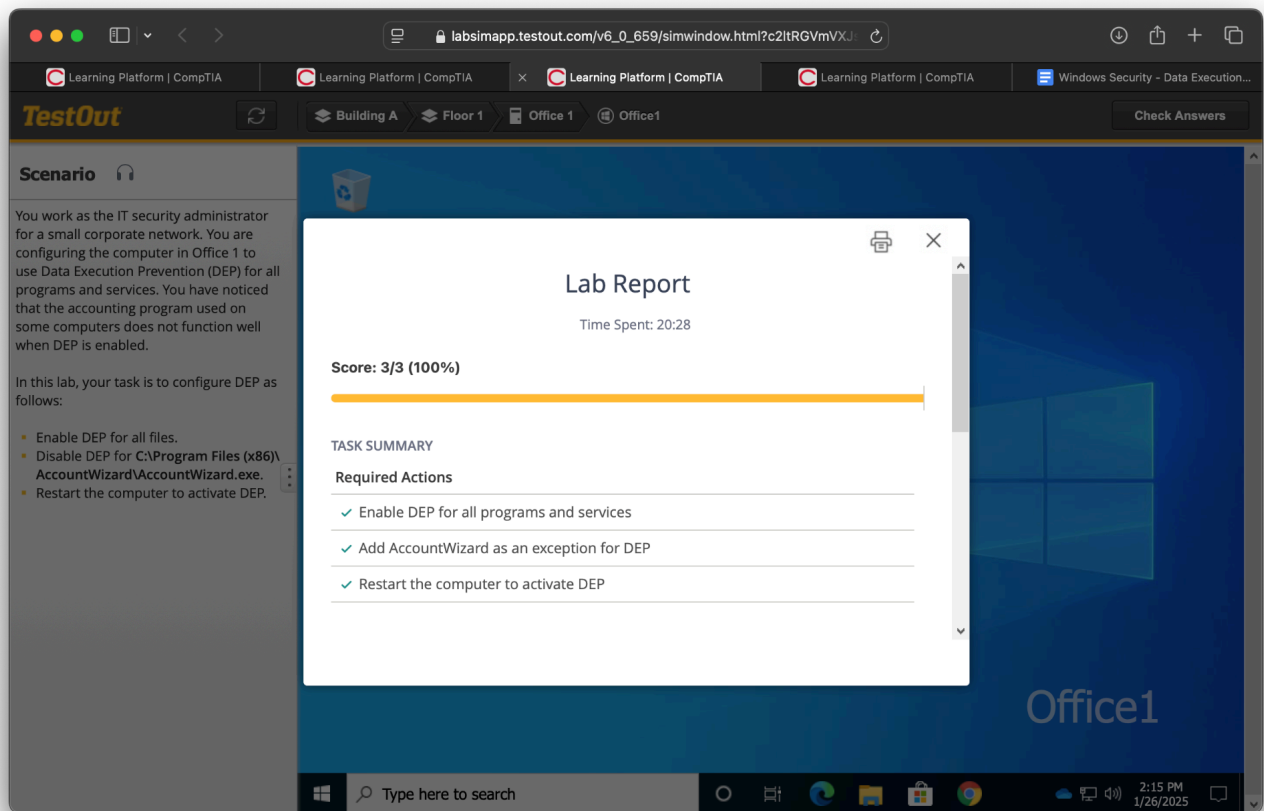 labsimapp.testout.com/v6_0_659/simwindow.html?c2ltRGVmVXJ
Learning Platform | CompTIA
Learning Platform | CompTIA
Learning Platform | CompTIA
Learning Platform | CompTIA
Windows Security - Data Execution...
TestOut
Building A
Floor 1
Office 1
Office1
Check Answers
Scenario
You work as the IT security administrator
for a small corporate network. You are
configuring the computer in Office 1 to
use Data Execution Prevention (DEP) for all
programs and services. You have noticed
that the accounting program used on
some computers does not function well
when DEP is enabled.
In this lab, your task is to configure DEP as
follows:
• Enable DEP for all files.
• Disable DEP for C:\Program Files (x86)\
AccountWizard\AccountWizard.exe.
• Restart the computer to activate DEP.
Lab Report
Time Spent: 20:28
Score: 3/3 (100%)
TASK SUMMARY
Required Actions
Enable DEP for all programs and services
Add AccountWizard as an exception for DEP
Restart the computer to activate DEP
Office1
Type here to search
2:15 PM
1/26/2025